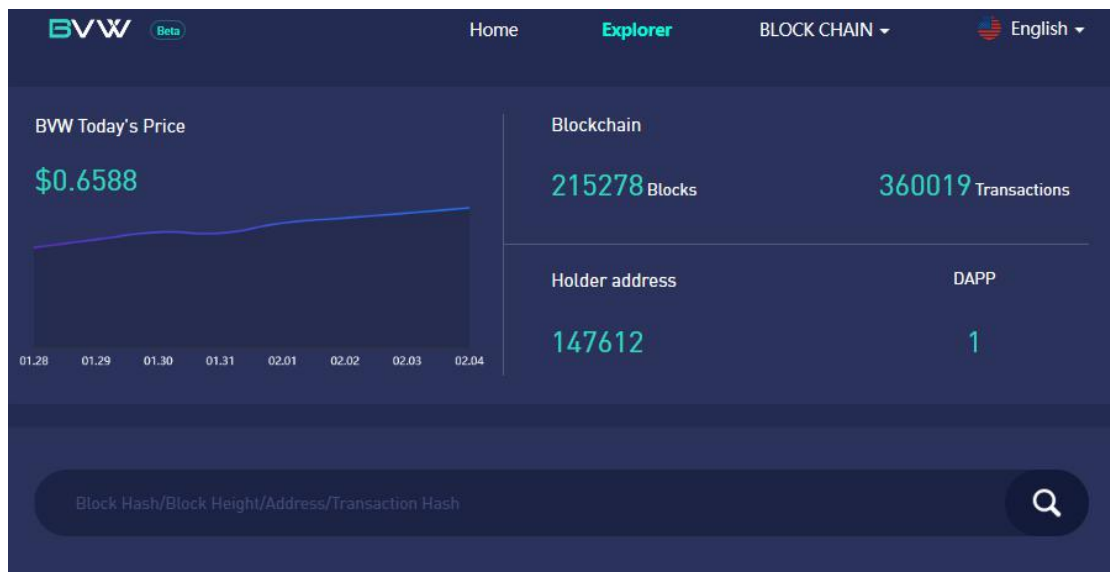 BVW Beta Home Explorer BLOCK CHAIN English
BVW Today's Price
$0.6588
01.28 01.29 01.30 01.31 02.01 02.02 02.03 02.04
Blockchain
215278 Blocks 360019 Transactions
Holder address DAPP
147612 1
Block Hash/Block Height/Address/Transaction Hash